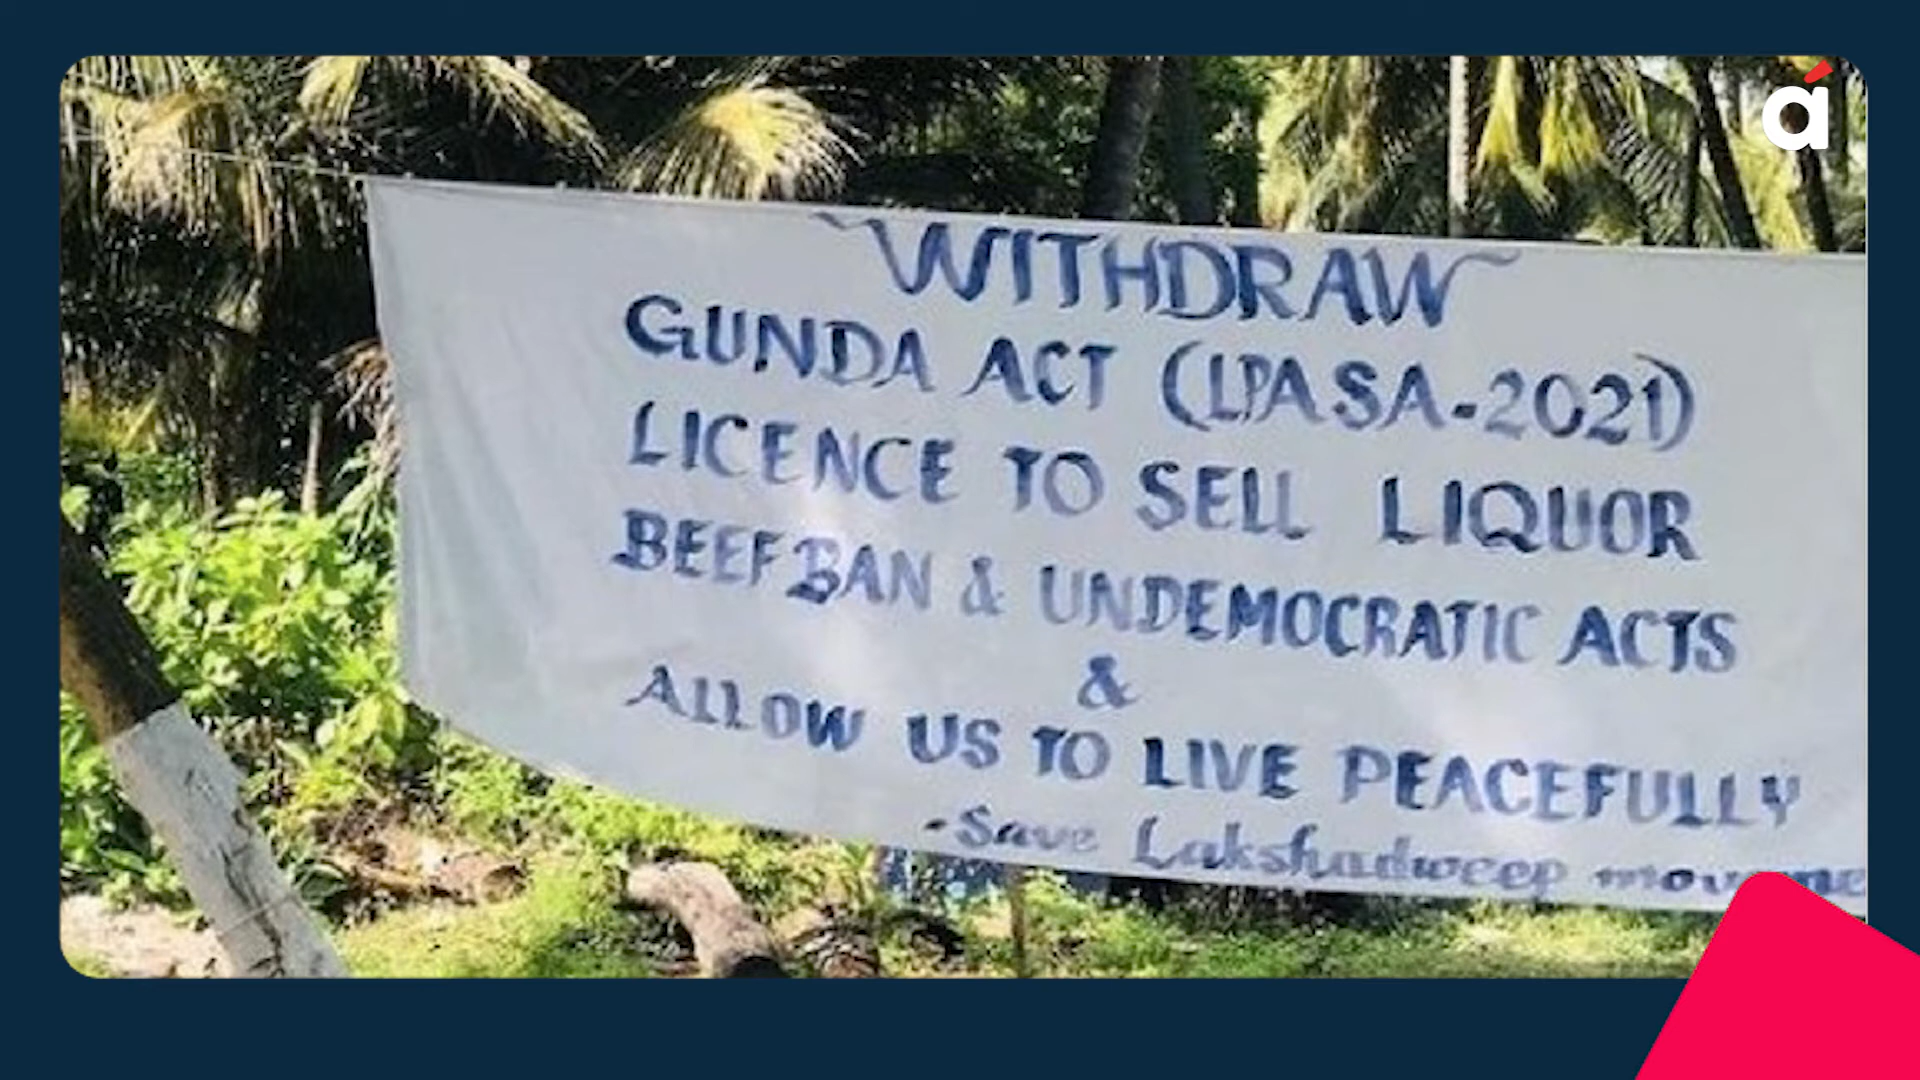 á
WITHDRAW
GUNDA ACT (LPASA-2021)
LICENCE TO SELL LIQUOR
BEEF BAN & UNDEMOCRATIC ACTS
&
ALLOW US TO LIVE PEACEFULLY
-Save Lakshadweep